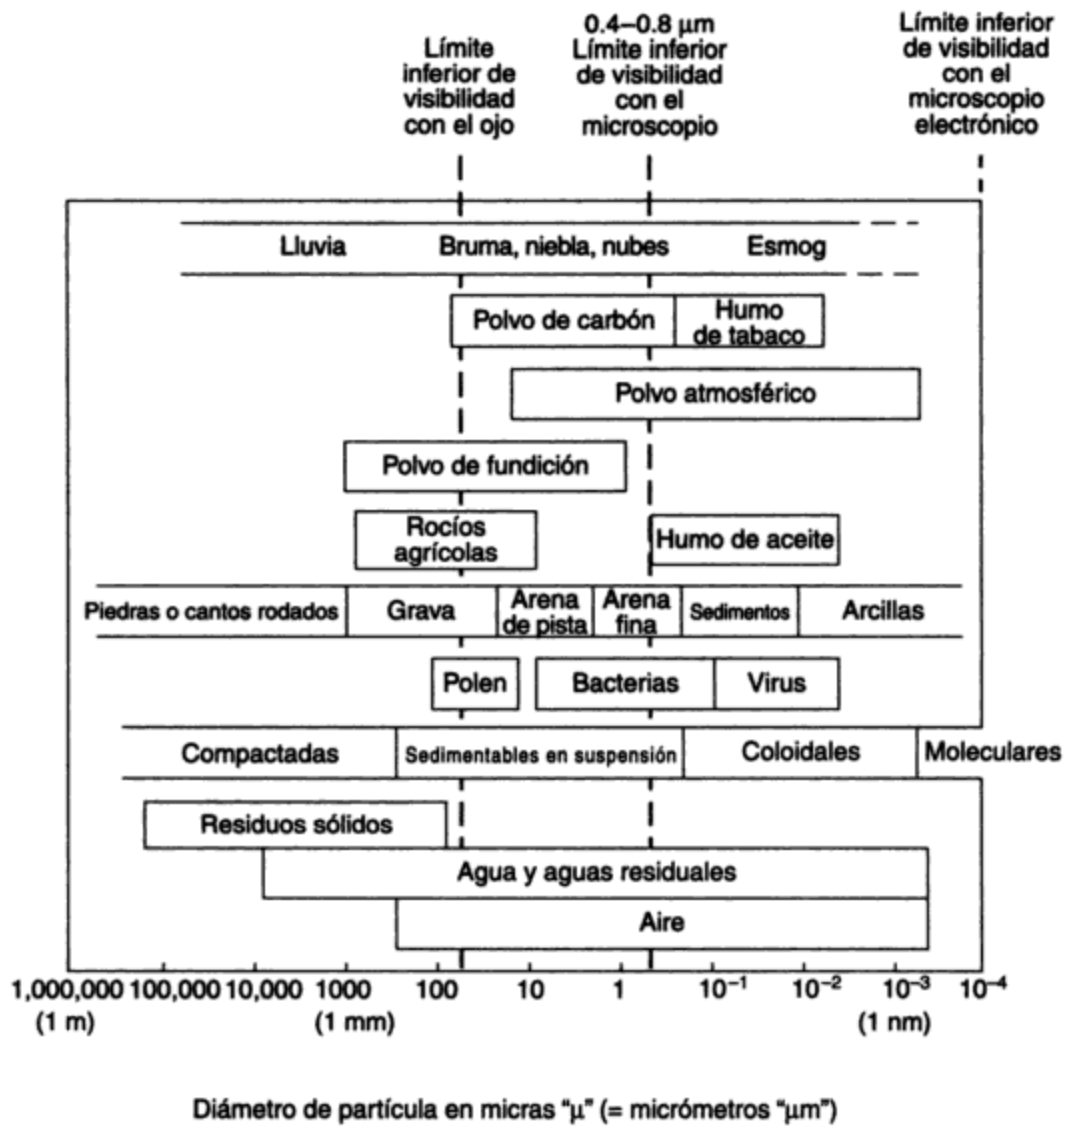 Límite
inferior de
visibilidad
con el ojo
0.4–0.8 μm
Límite inferior
de visibilidad
con el
microscopio
Límite inferior
de visibilidad
con el
microscopio
electrónico
Lluvia Bruma, niebla, nubes Esmog
Polvo de carbón
Humo
de tabaco
Polvo atmosférico
Polvo de fundición
Rocíos
agrícolas
Humo de aceite
Piedras o cantos rodados
Grava
Arena
de pista
Arena
fina
Sedimentos
Arcillas
Polen
Bacterias
Virus
Compactadas
Sedimentables en suspensión
Coloidales
Moleculares
Residuos sólidos
Agua y aguas residuales
Aire
1,000,000 100,000 10,000 1000 100 10 1 10⁻¹ 10⁻² 10⁻³ 10⁻⁴
(1 m) (1 mm) (1 nm)
Diámetro de partícula en micras “μ” (= micrómetros “μm”)